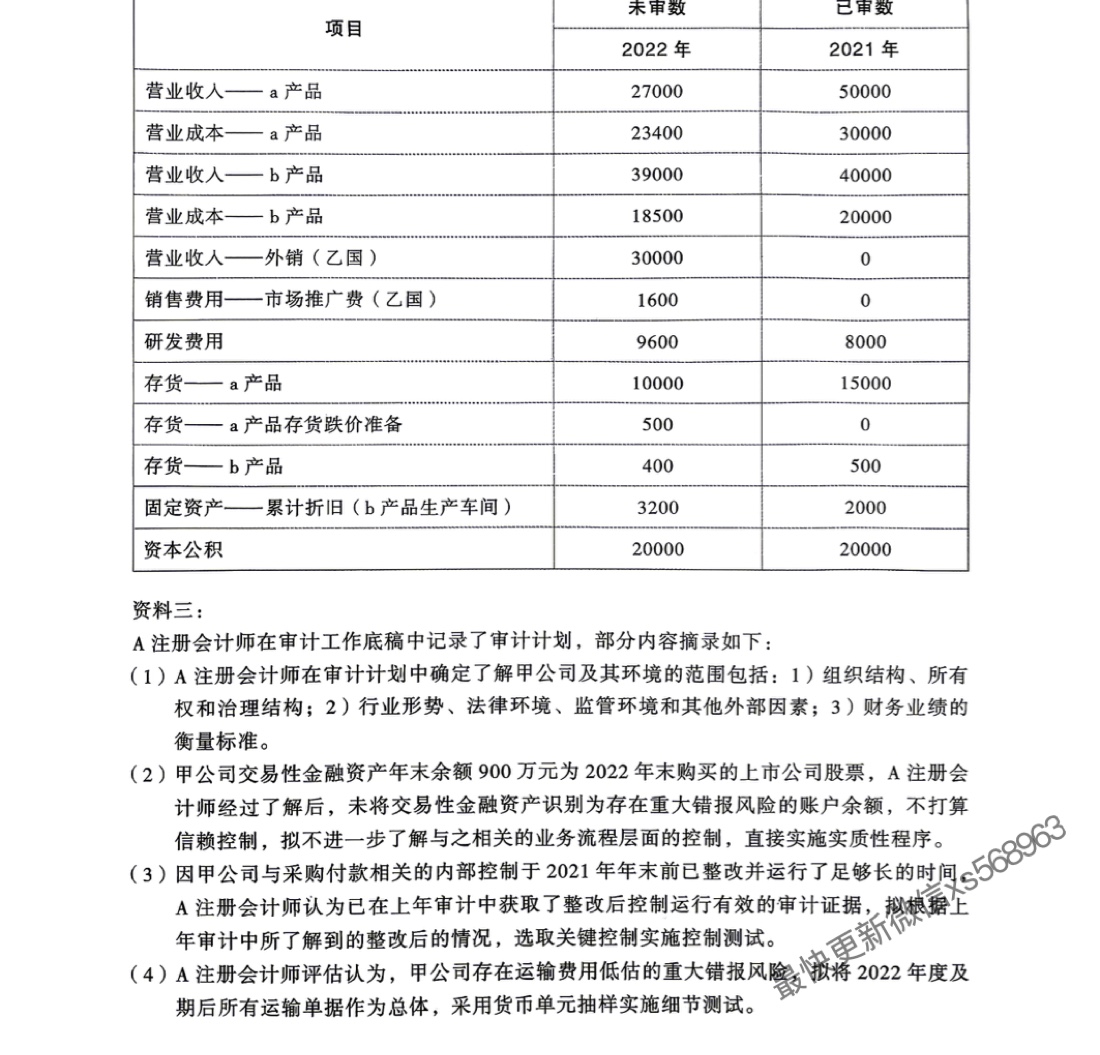 未审数 已审数
项目
2022 年 2021 年
营业收入—— a 产品 27000 50000
营业成本—— a 产品 23400 30000
营业收入—— b 产品 39000 40000
营业成本—— b 产品 18500 20000
营业收入——外销（乙国） 30000 0
销售费用——市场推广费（乙国） 1600 0
研发费用 9600 8000
存货—— a 产品 10000 15000
存货—— a 产品存货跌价准备 500 0
存货—— b 产品 400 500
固定资产——累计折旧（b 产品生产车间） 3200 2000
资本公积 20000 20000
资料三：
A 注册会计师在审计工作底稿中记录了审计计划，部分内容摘录如下：
（1）A 注册会计师在审计计划中确定了解甲公司及其环境的范围包括：1）组织结构、所有
权和治理结构；2）行业形势、法律环境、监管环境和其他外部因素；3）财务业绩的
衡量标准。
（2）甲公司交易性金融资产年末余额 900 万元为 2022 年末购买的上市公司股票，A 注册会
计师经过了解后，未将交易性金融资产识别为存在重大错报风险的账户余额，不打算
信赖控制，拟不进一步了解与之相关的业务流程层面的控制，直接实施实质性程序。
（3）因甲公司与采购付款相关的内部控制于 2021 年年末前已整改并运行了足够长的时间，
A 注册会计师认为已在上年审计中获取了整改后控制运行有效的审计证据，拟根据上
年审计中所了解到的整改后的情况，选取关键控制实施控制测试。
（4）A 注册会计师评估认为，甲公司存在运输费用低估的重大错报风险，拟将 2022 年度及
期后所有运输单据作为总体，采用货币单元抽样实施细节测试。
最快更新微信xs568963